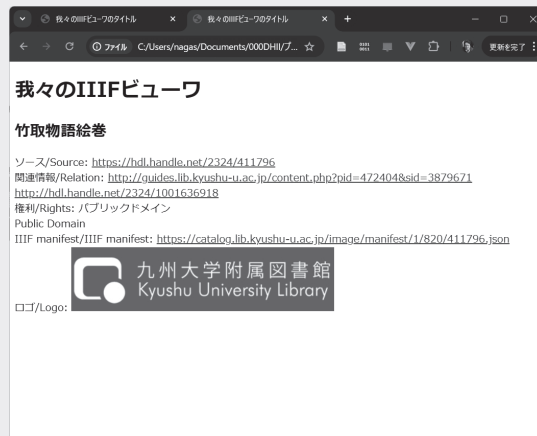 我々のIIIFビューワのタイトル
我々のIIIFビューワのタイトル
ファイル C:/Users/nagas/Documents/000DHII/プ...
更新を完了
我々のIIIFビューワ
竹取物語絵巻
ソース/Source: https://hdl.handle.net/2324/411796
関連情報/Relation: http://guides.lib.kyushu-u.ac.jp/content.php?pid=472404&sid=3879671
http://hdl.handle.net/2324/1001636918
権利/Rights: パブリックドメイン
Public Domain
IIIF manifest/IIIF manifest: https://catalog.lib.kyushu-u.ac.jp/image/manifest/1/820/411796.json
九州大学附属図書館
Kyushu University Library
ロゴ/Logo: